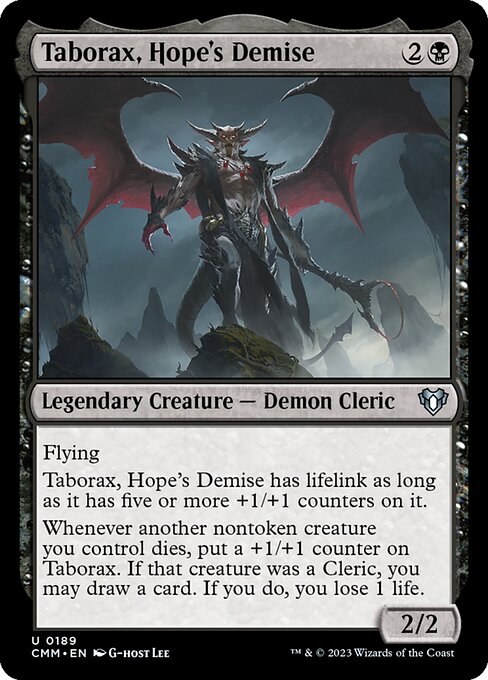 Taborax, Hope's Demise 2
Legendary Creature — Demon Cleric
Flying
Taborax, Hope's Demise has lifelink as long
as it has five or more +1/+1 counters on it.
Whenever another nontoken creature
you control dies, put a +1/+1 counter on
Taborax. If that creature was a Cleric, you
may draw a card. If you do, you lose 1 life.
2/2
U 0189
CMM • EN G-host Lee
™ & © 2023 Wizards of the Coast